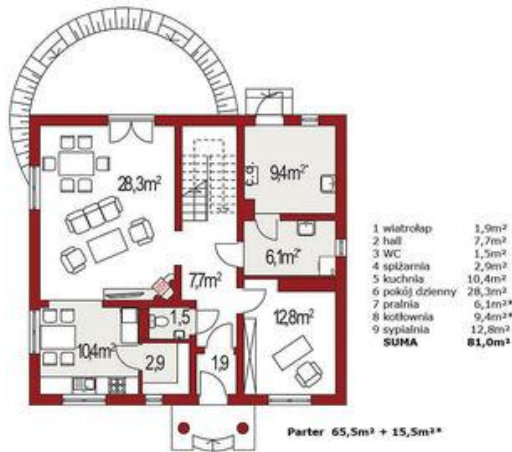 9,4m²*
28,3m²
6,1m²*
7,7m²
1,5
12,8m²
10,4m²
2,9
1,9
1 wiatrołap 1,9m²
2 hall 7,7m²
3 WC 1,5m²
4 spiżarnia 2,9m²
5 kuchnia 10,4m²
6 pokój dzienny 28,3m²
7 pralnia 6,1m²*
8 kotłownia 9,4m²*
9 sypialnia 12,8m²
SUMA 81,0m²
Parter 65,5m² + 15,5m²*